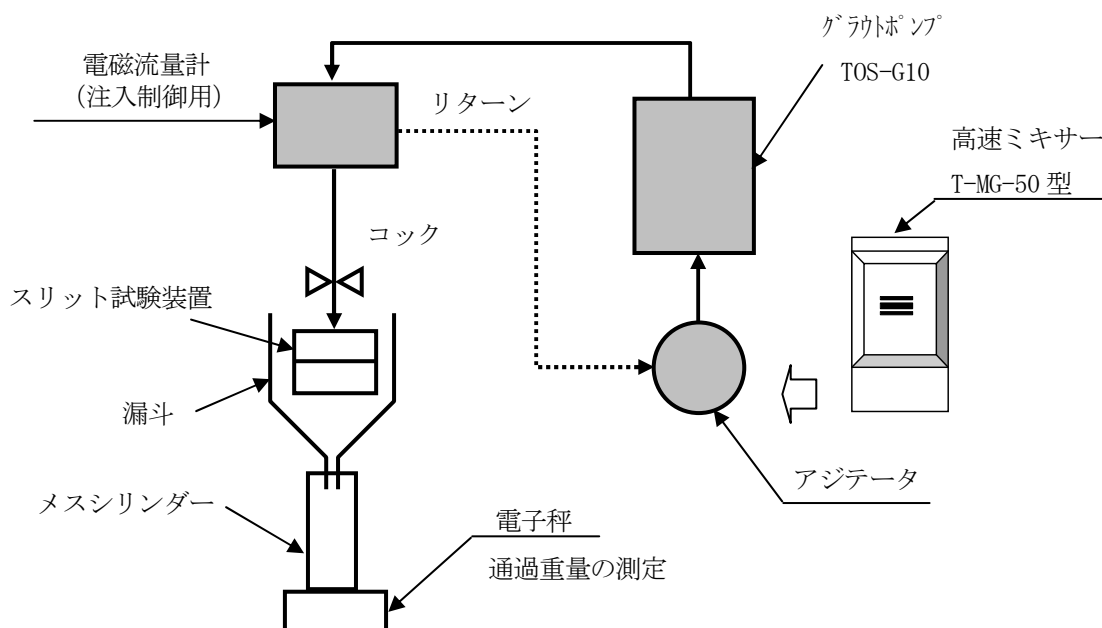 グラウトポンプ
TOS-G10
電磁流量計
(注入制御用)
リターン
高速ミキサー
T-MG-50 型
コック
スリット試験装置
漏斗
アジテータ
メスシリンダー
電子秤
通過重量の測定